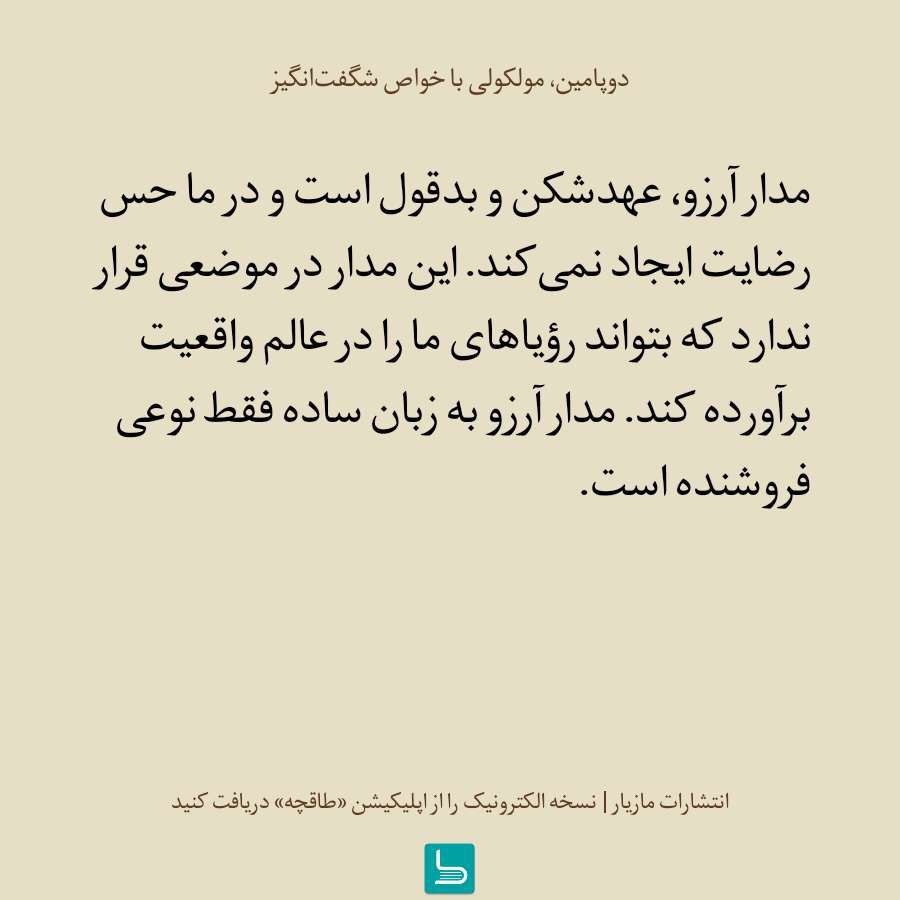 دوپامین، مولکولی با خواص شگفت‌انگیز
مدار آرزو، عهدشکن و بدقول است و در ما حس
رضایت ایجاد نمی‌کند. این مدار در موضعی قرار
ندارد که بتواند رؤیاهای ما را در عالم واقعیت
برآورده کند. مدار آرزو به زبان ساده فقط نوعی
فروشنده است.
انتشارات مازیار | نسخه الکترونیک را از اپلیکیشن «طاقچه» دریافت کنید